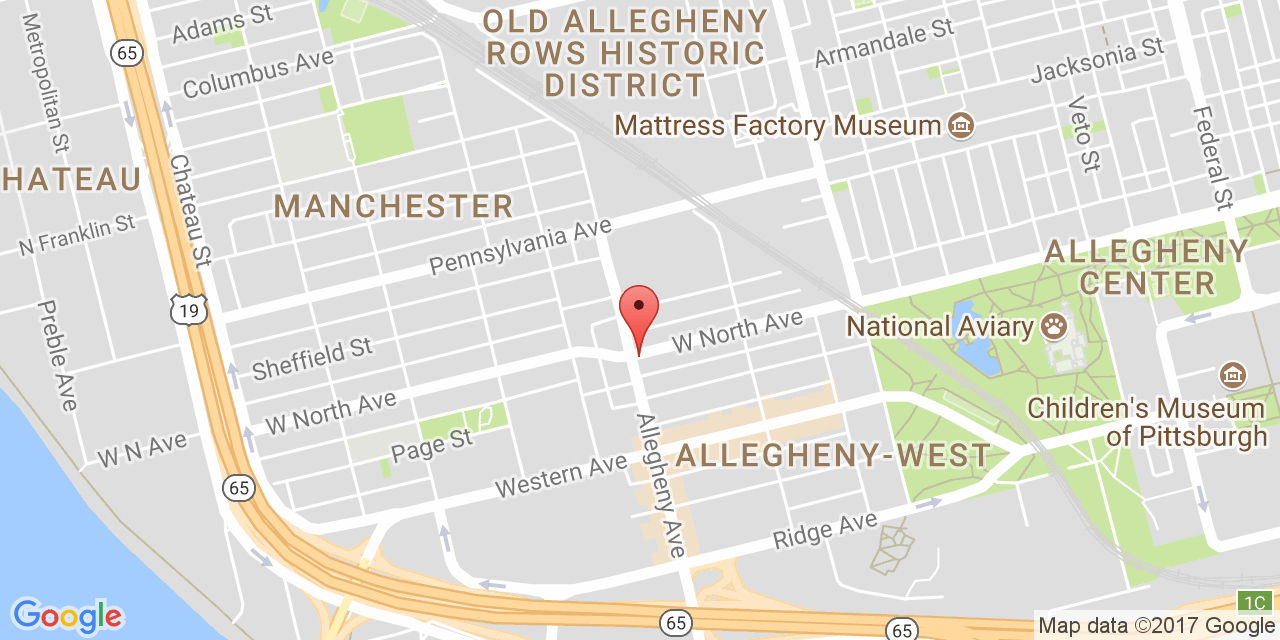 Adams St
OLD ALLEGHENY
ROWS HISTORIC
DISTRICT
Armandale St
Metropolitan St
65
Columbus Ave
Jacksonia St
Mattress Factory Museum
Veto St
Federal St
HATEAU
Chateau St
MANCHESTER
N Franklin St
Pennsylvania Ave
ALLEGHENY
CENTER
19
Preble Ave
Sheffield St
W North Ave
National Aviary
W North Ave
Children's Museum
of Pittsburgh
W N Ave
Page St
Allegheny Ave
ALLEGHENY-WEST
Western Ave
65
Ridge Ave
1C
Google
65
65
Map data ©2017 Google